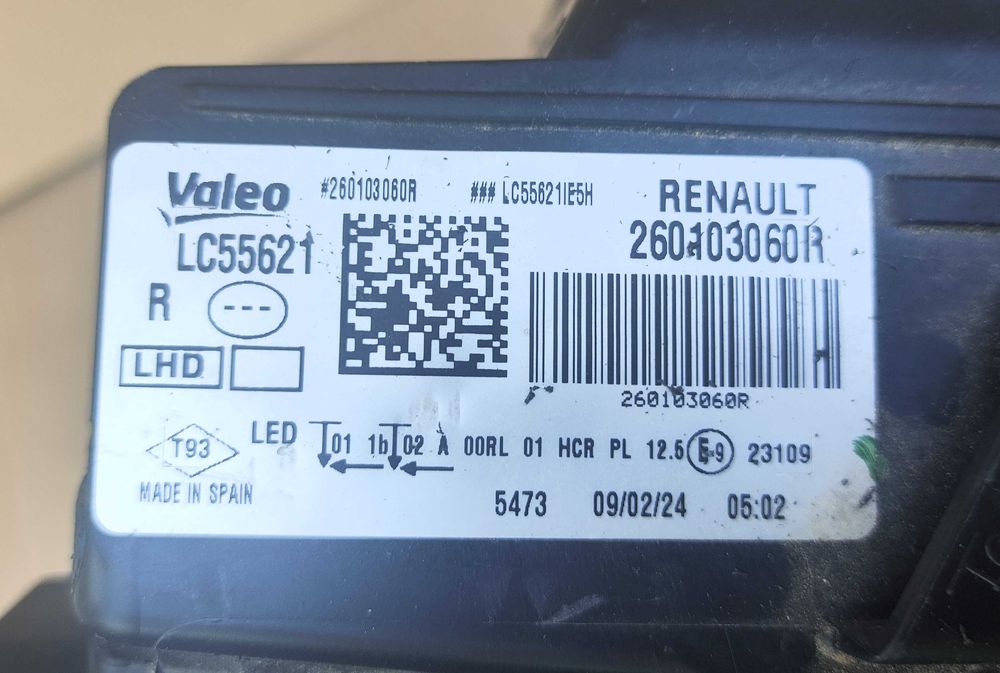 Valeo #260103060R ### LC55621IE5H RENAULT
LC55621 260103060R
R ---
LHD
260103060R
T93 LED 01 1b 02 A 00RL 01 HCR PL 12.5 E9 23109
MADE IN SPAIN
5473 09/02/24 05:02